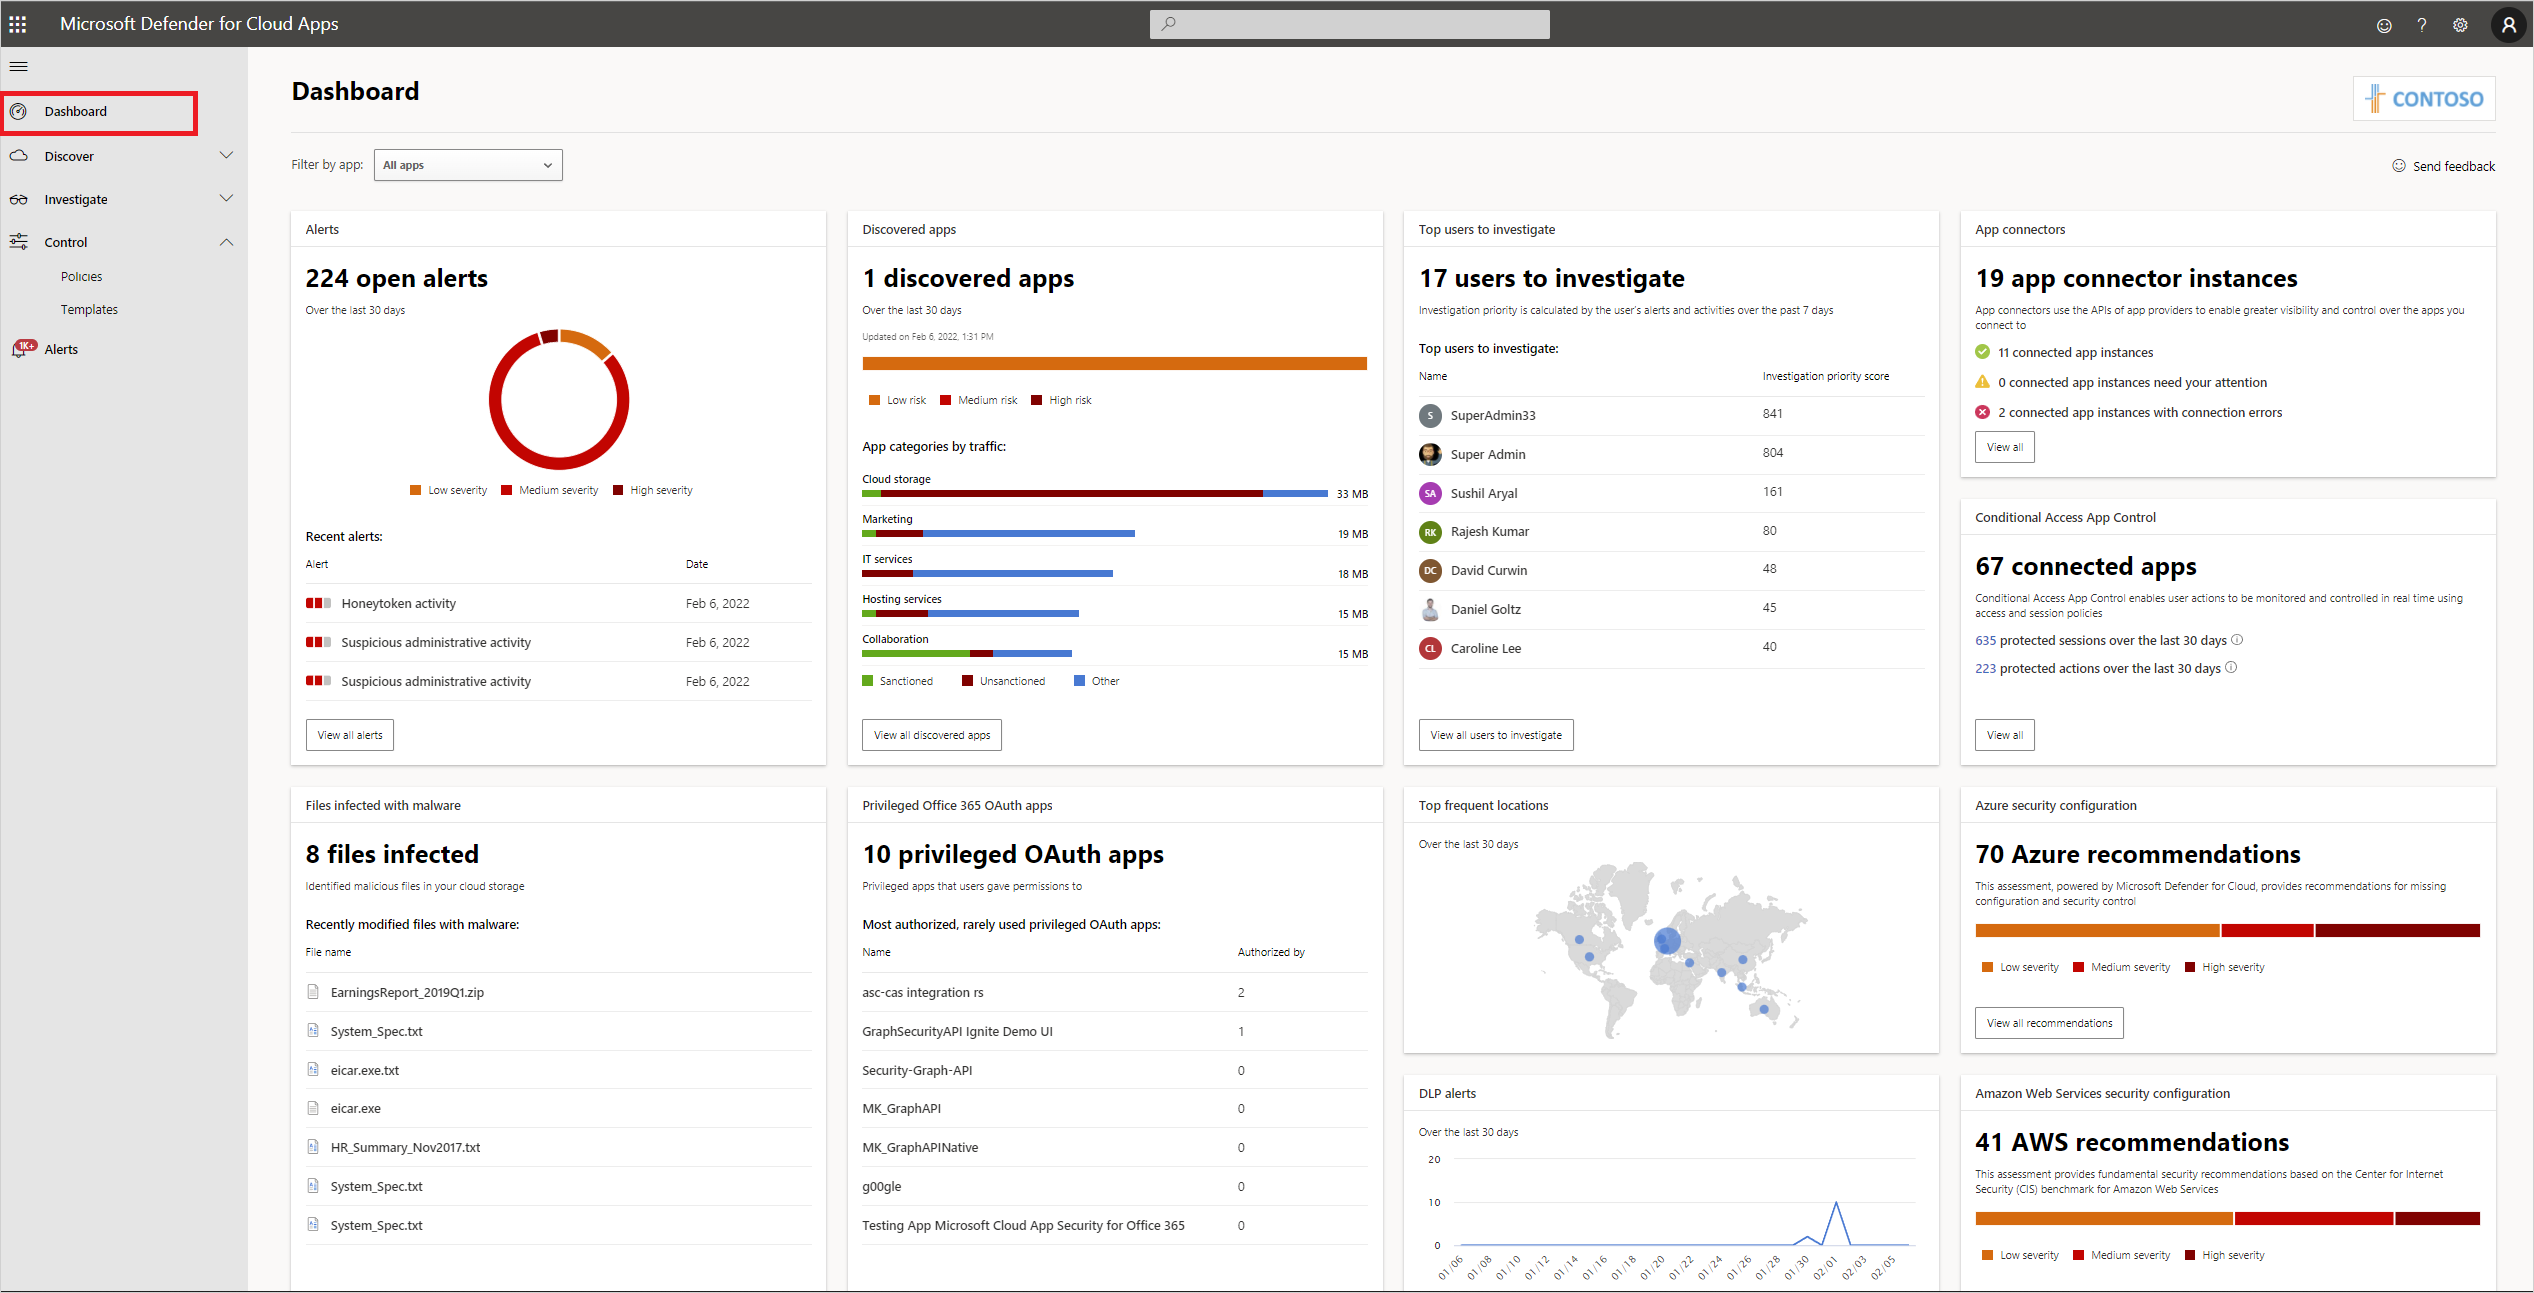 Microsoft Defender for Cloud Apps
Dashboard
Discover
Investigate
Control
Policies
Templates
1K+
Alerts
Dashboard
CONTOSO
Filter by app:
All apps
Send feedback
Alerts
224 open alerts
Over the last 30 days
Low severity
Medium severity
High severity
Recent alerts:
Alert Date
Honeytoken activity Feb 6, 2022
Suspicious administrative activity Feb 6, 2022
Suspicious administrative activity Feb 6, 2022
View all alerts
Discovered apps
1 discovered apps
Over the last 30 days
Updated on Feb 6, 2022, 1:31 PM
Low risk
Medium risk
High risk
App categories by traffic:
Cloud storage
33 MB
Marketing
19 MB
IT services
18 MB
Hosting services
15 MB
Collaboration
15 MB
Sanctioned
Unsanctioned
Other
View all discovered apps
Top users to investigate
17 users to investigate
Investigation priority is calculated by the user's alerts and activities over the past 7 days
Top users to investigate:
Name Investigation priority score
S SuperAdmin33 841
Super Admin 804
SA Sushil Aryal 161
RK Rajesh Kumar 80
DC David Curwin 48
Daniel Goltz 45
CL Caroline Lee 40
View all users to investigate
App connectors
19 app connector instances
App connectors use the APIs of app providers to enable greater visibility and control over the apps you
connect to
11 connected app instances
0 connected app instances need your attention
2 connected app instances with connection errors
View all
Conditional Access App Control
67 connected apps
Conditional Access App Control enables user actions to be monitored and controlled in real time using
access and session policies
635 protected sessions over the last 30 days
223 protected actions over the last 30 days
View all
Files infected with malware
8 files infected
Identified malicious files in your cloud storage
Recently modified files with malware:
File name
EarningsReport_2019Q1.zip
System_Spec.txt
eicar.exe.txt
eicar.exe
HR_Summary_Nov2017.txt
System_Spec.txt
System_Spec.txt
Privileged Office 365 OAuth apps
10 privileged OAuth apps
Privileged apps that users gave permissions to
Most authorized, rarely used privileged OAuth apps:
Name Authorized by
asc-cas integration rs 2
GraphSecurityAPI Ignite Demo UI 1
Security-Graph-API 0
MK_GraphAPI 0
MK_GraphAPINative 0
g00gle 0
Testing App Microsoft Cloud App Security for Office 365 0
Top frequent locations
Over the last 30 days
DLP alerts
Over the last 30 days
20
10
0
01/06 01/08 01/10 01/12 01/14 01/16 01/18 01/20 01/22 01/24 01/26 01/28 01/30 02/01 02/03 02/05
Azure security configuration
70 Azure recommendations
This assessment, powered by Microsoft Defender for Cloud, provides recommendations for missing
configuration and security control
Low severity
Medium severity
High severity
View all recommendations
Amazon Web Services security configuration
41 AWS recommendations
This assessment provides fundamental security recommendations based on the Center for Internet
Security (CIS) benchmark for Amazon Web Services
Low severity
Medium severity
High severity